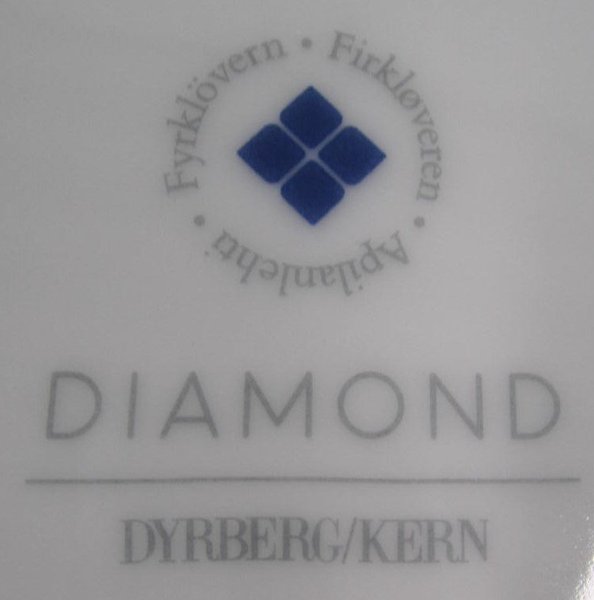 Fyrklövern • Firkløveren • Apilanlehti •
DIAMOND
DYRBERG/KERN